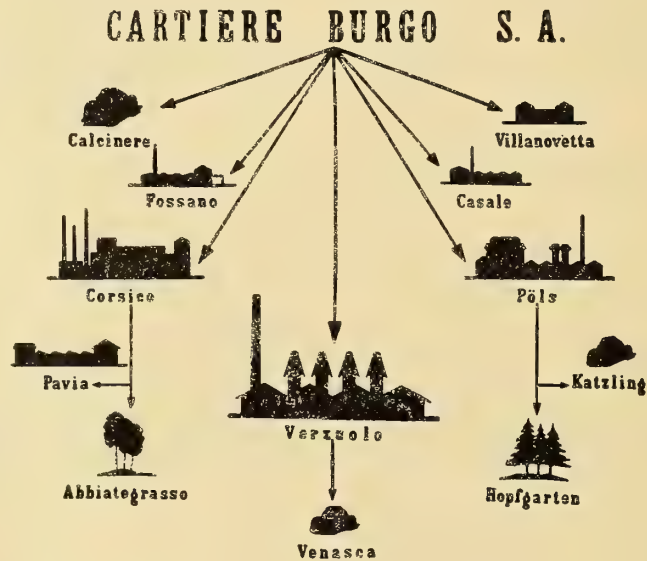 CARTIERE BURGO S. A.
Calcinere
Villanovetta
Fossano
Casale
Corsico
Pöls
Pavia
Katzling
Verzuolo
Abbiategrasso
Hopfgarten
Venasca